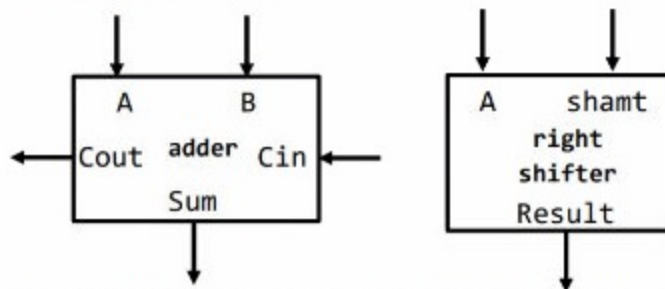 A B
Cout adder Cin
Sum
A shamt
right
shifter
Result